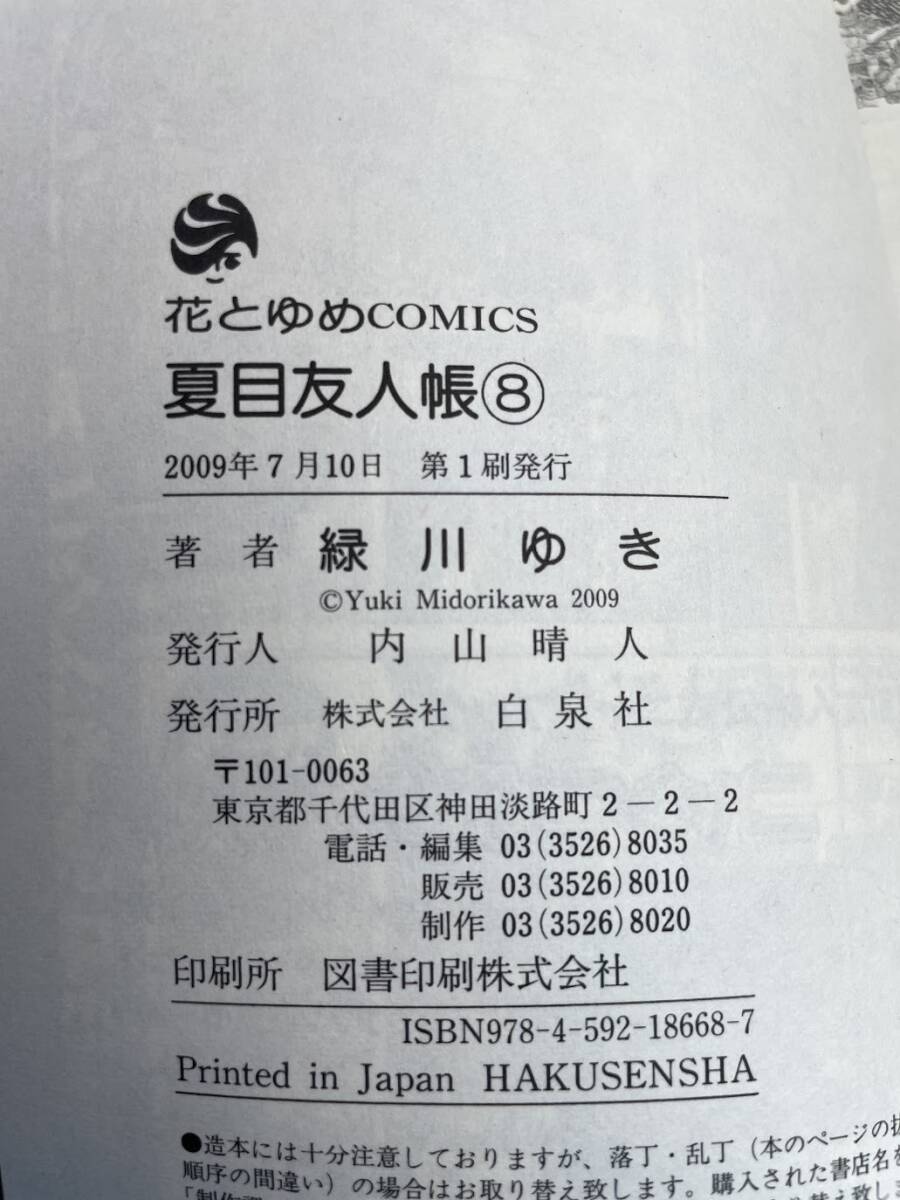 花とゆめCOMICS
夏目友人帳⑧
2009年7月10日 第1刷発行
著者 緑川ゆき
©Yuki Midorikawa 2009
発行人 内山晴人
発行所 株式会社 白泉社
〒101-0063
東京都千代田区神田淡路町2-2-2
電話・編集 03(3526)8035
販売 03(3526)8010
制作 03(3526)8020
印刷所 図書印刷株式会社
ISBN978-4-592-18668-7
Printed in Japan HAKUSENSHA
●造本には十分注意しておりますが、落丁・乱丁(本のページの抜
順序の間違い)の場合はお取り替え致します。購入された書店名を